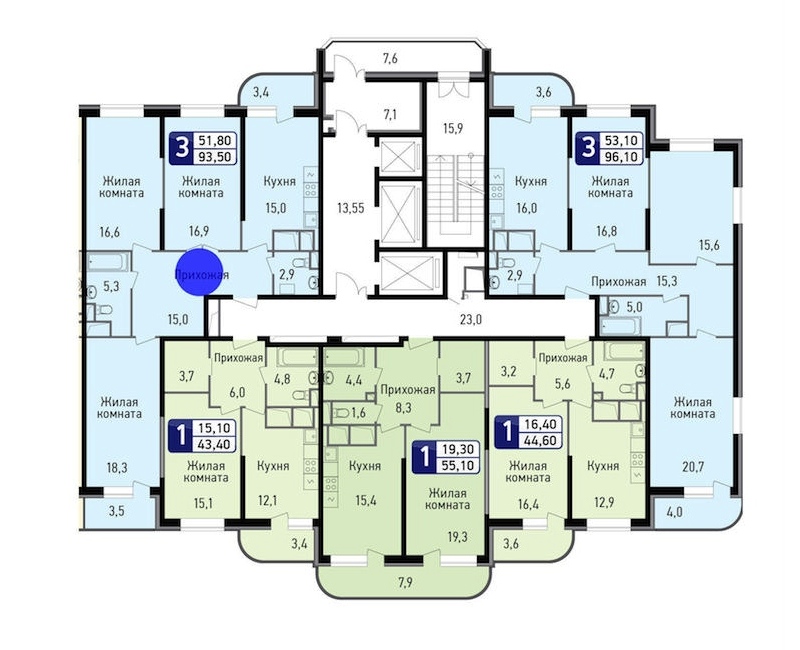 7,6
3,4
7,1
15,9
3,6
3
51,80
93,50
3
53,10
96,10
Жилая
комната
16,6
Жилая
комната
16,9
Кухня
15,0
13,55
Кухня
16,0
Жилая
комната
16,8
15,6
5,3
Прихожая
15,0
2,9
2,9
Прихожая
15,3
5,0
23,0
3,7
Прихожая
6,0
4,8
4,4
1,6
Прихожая
8,3
3,7
3,2
Прихожая
5,6
4,7
Жилая
комната
18,3
1
15,10
43,40
Жилая
комната
15,1
Кухня
12,1
Кухня
15,4
1
19,30
55,10
Жилая
комната
19,3
1
16,40
44,60
Жилая
комната
16,4
Кухня
12,9
Жилая
комната
20,7
3,5
3,4
7,9
3,6
4,0